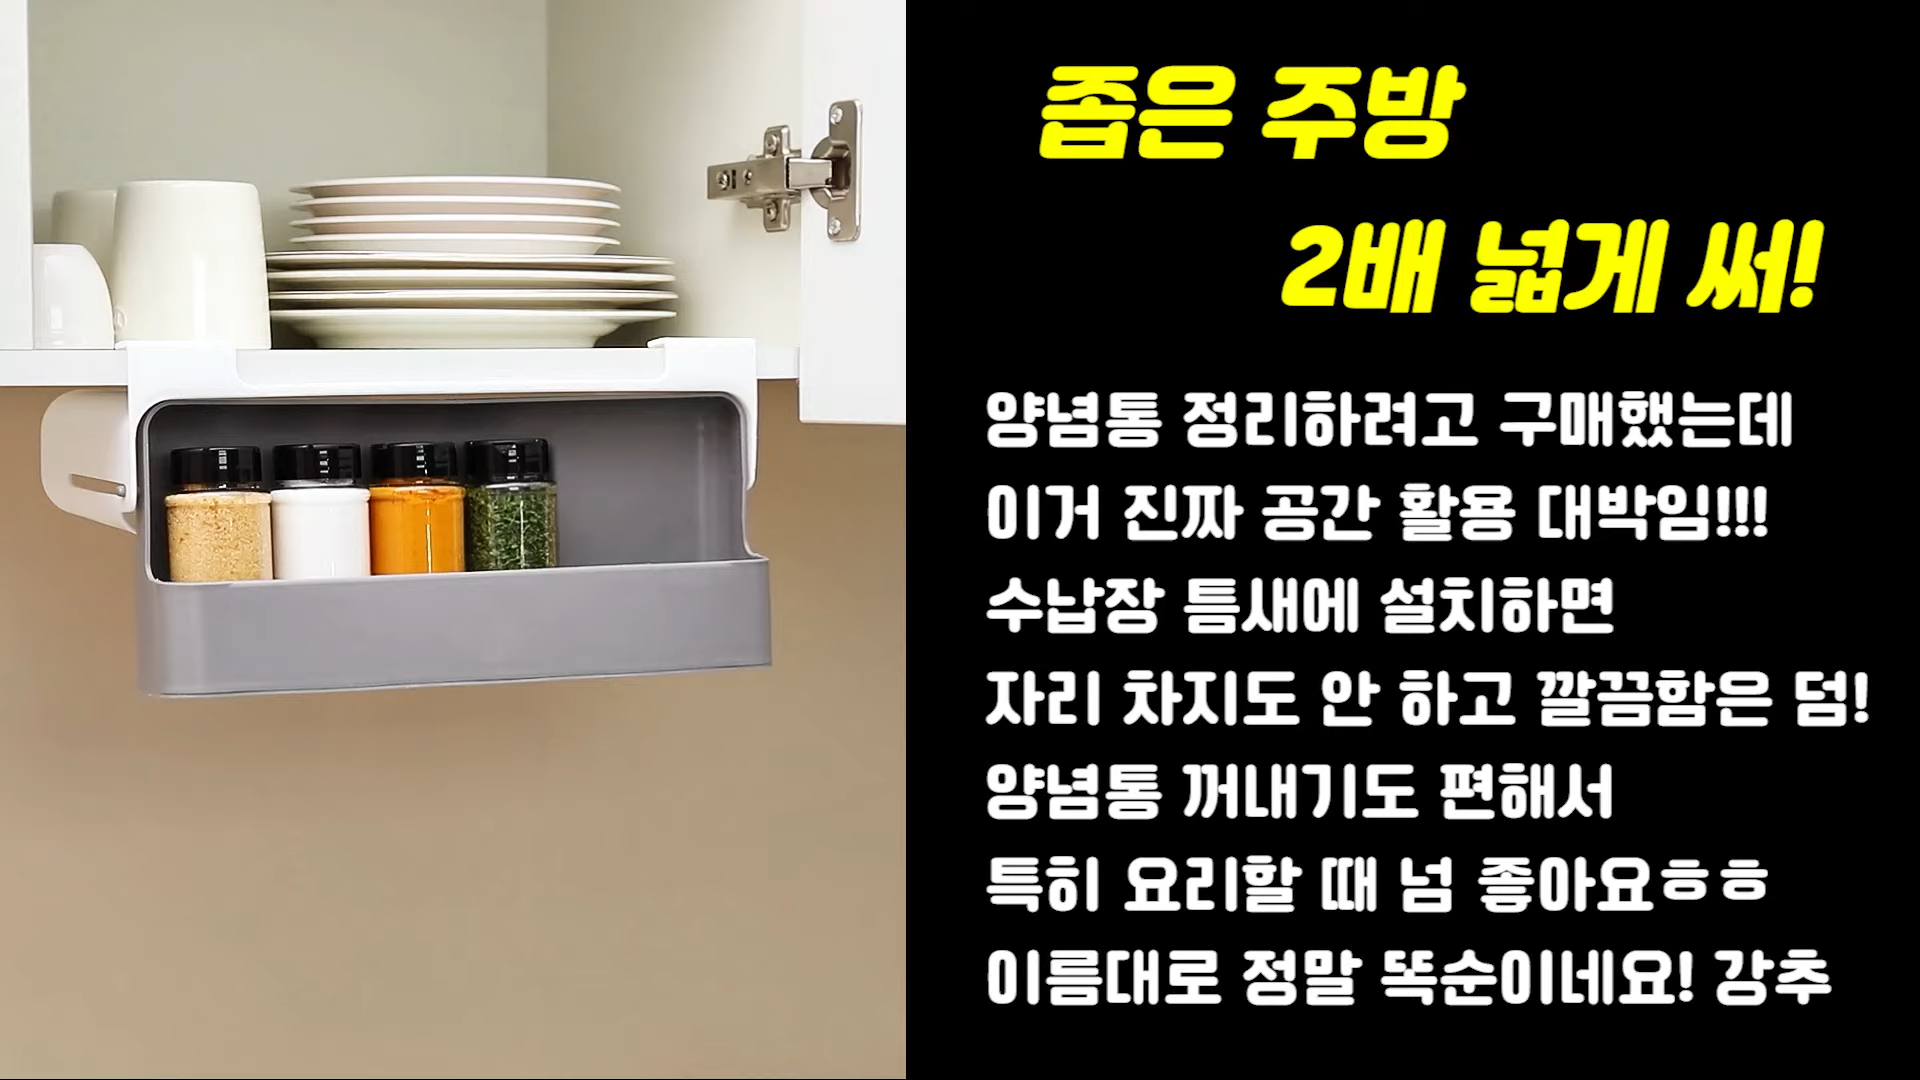 좁은 주방
2배 넓게 써!
양념통 정리하려고 구매했는데
이거 진짜 공간 활용 대박임!!!
수납장 틈새에 설치하면
자리 차지도 안 하고 깔끔함은 덤!
양념통 꺼내기도 편해서
특히 요리할 때 넘 좋아요ㅎㅎ
이름대로 정말 똑순이네요! 강추